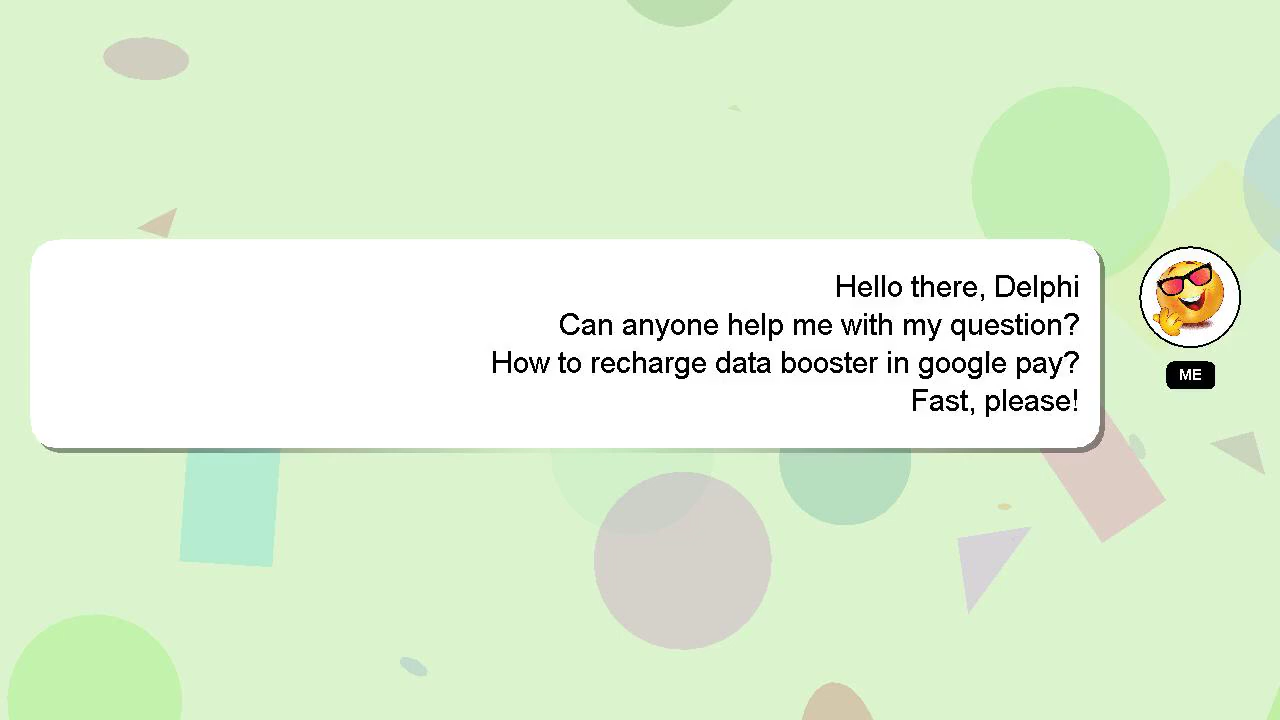 Hello there, Delphi
Can anyone help me with my question?
How to recharge data booster in google pay?
Fast, please!
ME